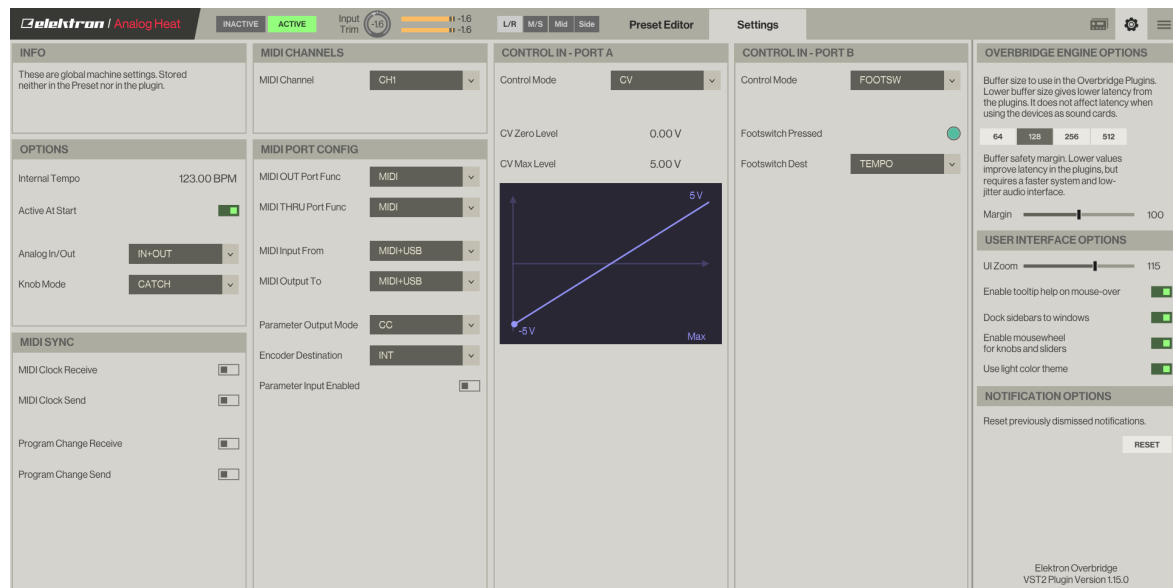 elektron / Analog Heat
INACTIVE ACTIVE
Input Trim
-1.6
-1.6
-1.6
L/R M/S Mid Side
Preset Editor
Settings
INFO
These are global machine settings. Stored
neither in the Preset nor in the plugin.
OPTIONS
Internal Tempo 123.00 BPM
Active At Start
Analog In/Out IN+OUT
Knob Mode CATCH
MIDI SYNC
MIDI Clock Receive
MIDI Clock Send
Program Change Receive
Program Change Send
MIDI CHANNELS
MIDI Channel CH1
MIDI PORT CONFIG
MIDI OUT Port Func MIDI
MIDI THRU Port Func MIDI
MIDI Input From MIDI+USB
MIDI Output To MIDI+USB
Parameter Output Mode CC
Encoder Destination INT
Parameter Input Enabled
CONTROL IN - PORT A
Control Mode CV
CV Zero Level 0.00 V
CV Max Level 5.00 V
5 V
-5 V
Max
CONTROL IN - PORT B
Control Mode FOOTSW
Footswitch Pressed
Footswitch Dest TEMPO
OVERBRIDGE ENGINE OPTIONS
Buffer size to use in the Overbridge Plugins.
Lower buffer size gives lower latency from
the plugins. It does not affect latency when
using the devices as sound cards.
64 128 256 512
Buffer safety margin. Lower values
improve latency in the plugins, but
requires a faster system and low-
jitter audio interface.
Margin 100
USER INTERFACE OPTIONS
UI Zoom 115
Enable tooltip help on mouse-over
Dock sidebars to windows
Enable mousewheel
for knobs and sliders
Use light color theme
NOTIFICATION OPTIONS
Reset previously dismissed notifications.
RESET
Elektron Overbridge
VST2 Plugin Version 1.15.0